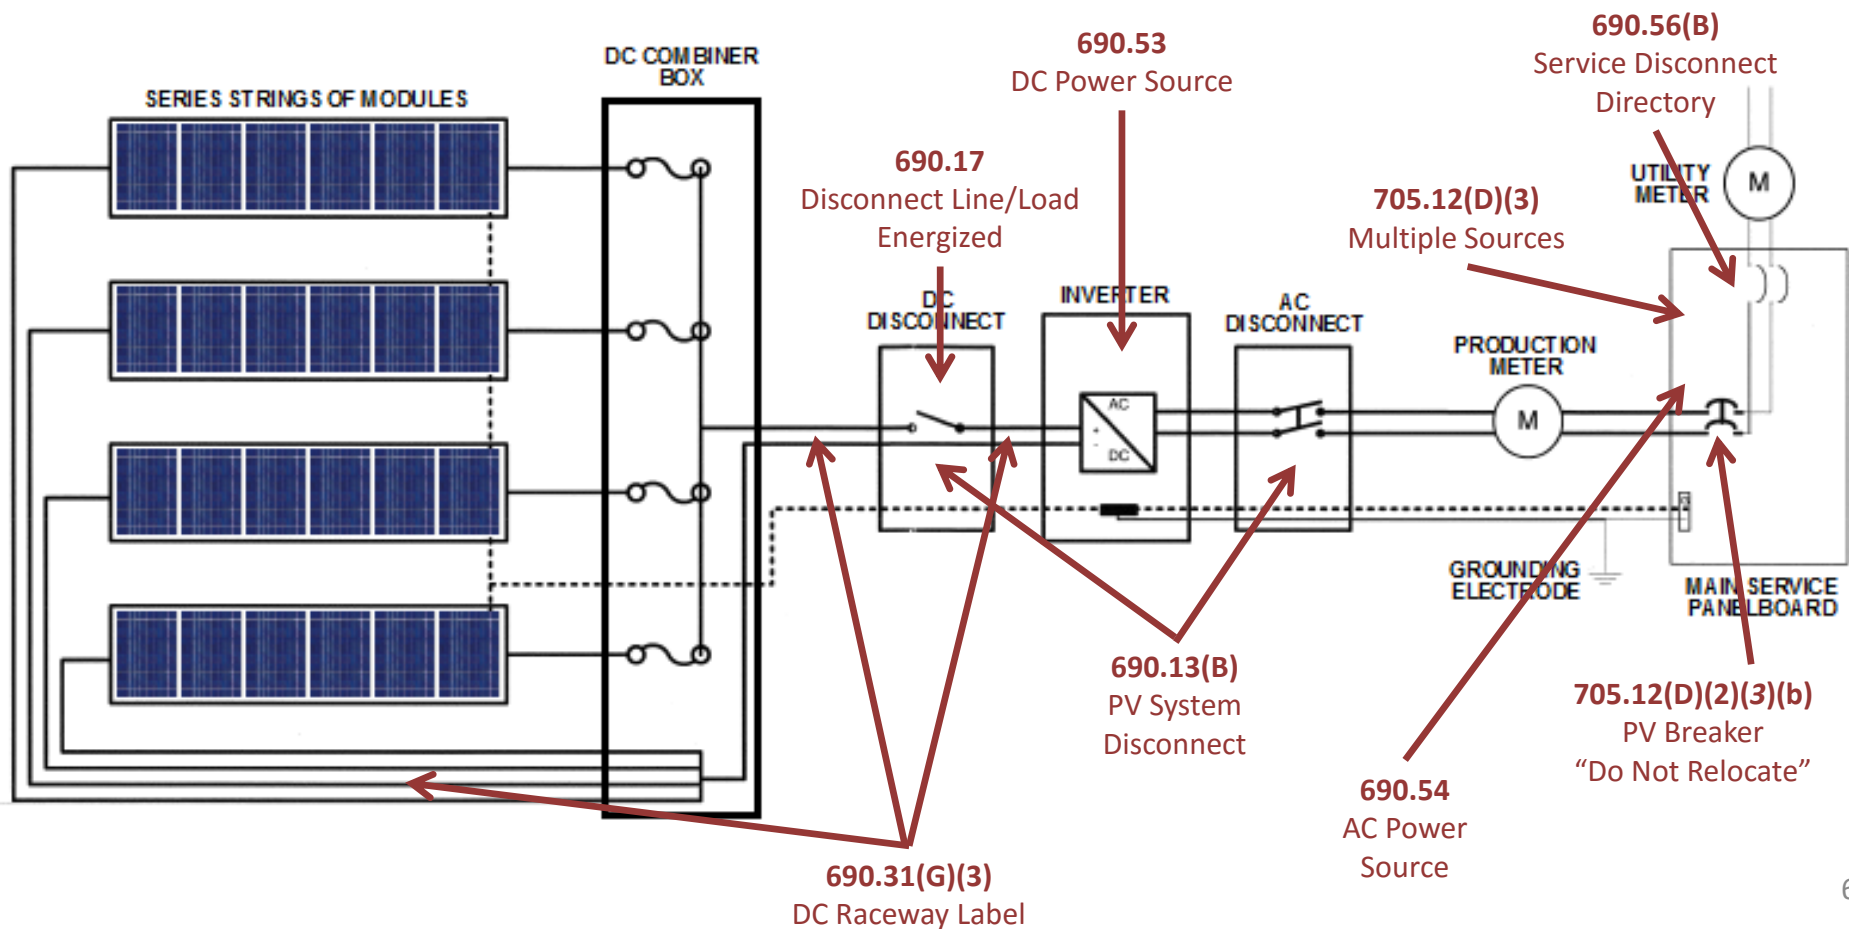 690.56(B)
Service Disconnect
Directory
690.53
DC Power Source
DC COMBINER
BOX
SERIES STRINGS OF MODULES
690.17
Disconnect Line/Load
Energized
705.12(D)(3)
Multiple Sources
UTILITY
METER
M
DC
DISCONNECT
INVERTER
AC
DISCONNECT
PRODUCTION
METER
M
AC
+
-
DC
GROUNDING
ELECTRODE
MAIN SERVICE
PANELBOARD
690.13(B)
PV System
Disconnect
705.12(D)(2)(3)(b)
PV Breaker
“Do Not Relocate”
690.54
AC Power
Source
690.31(G)(3)
DC Raceway Label
6